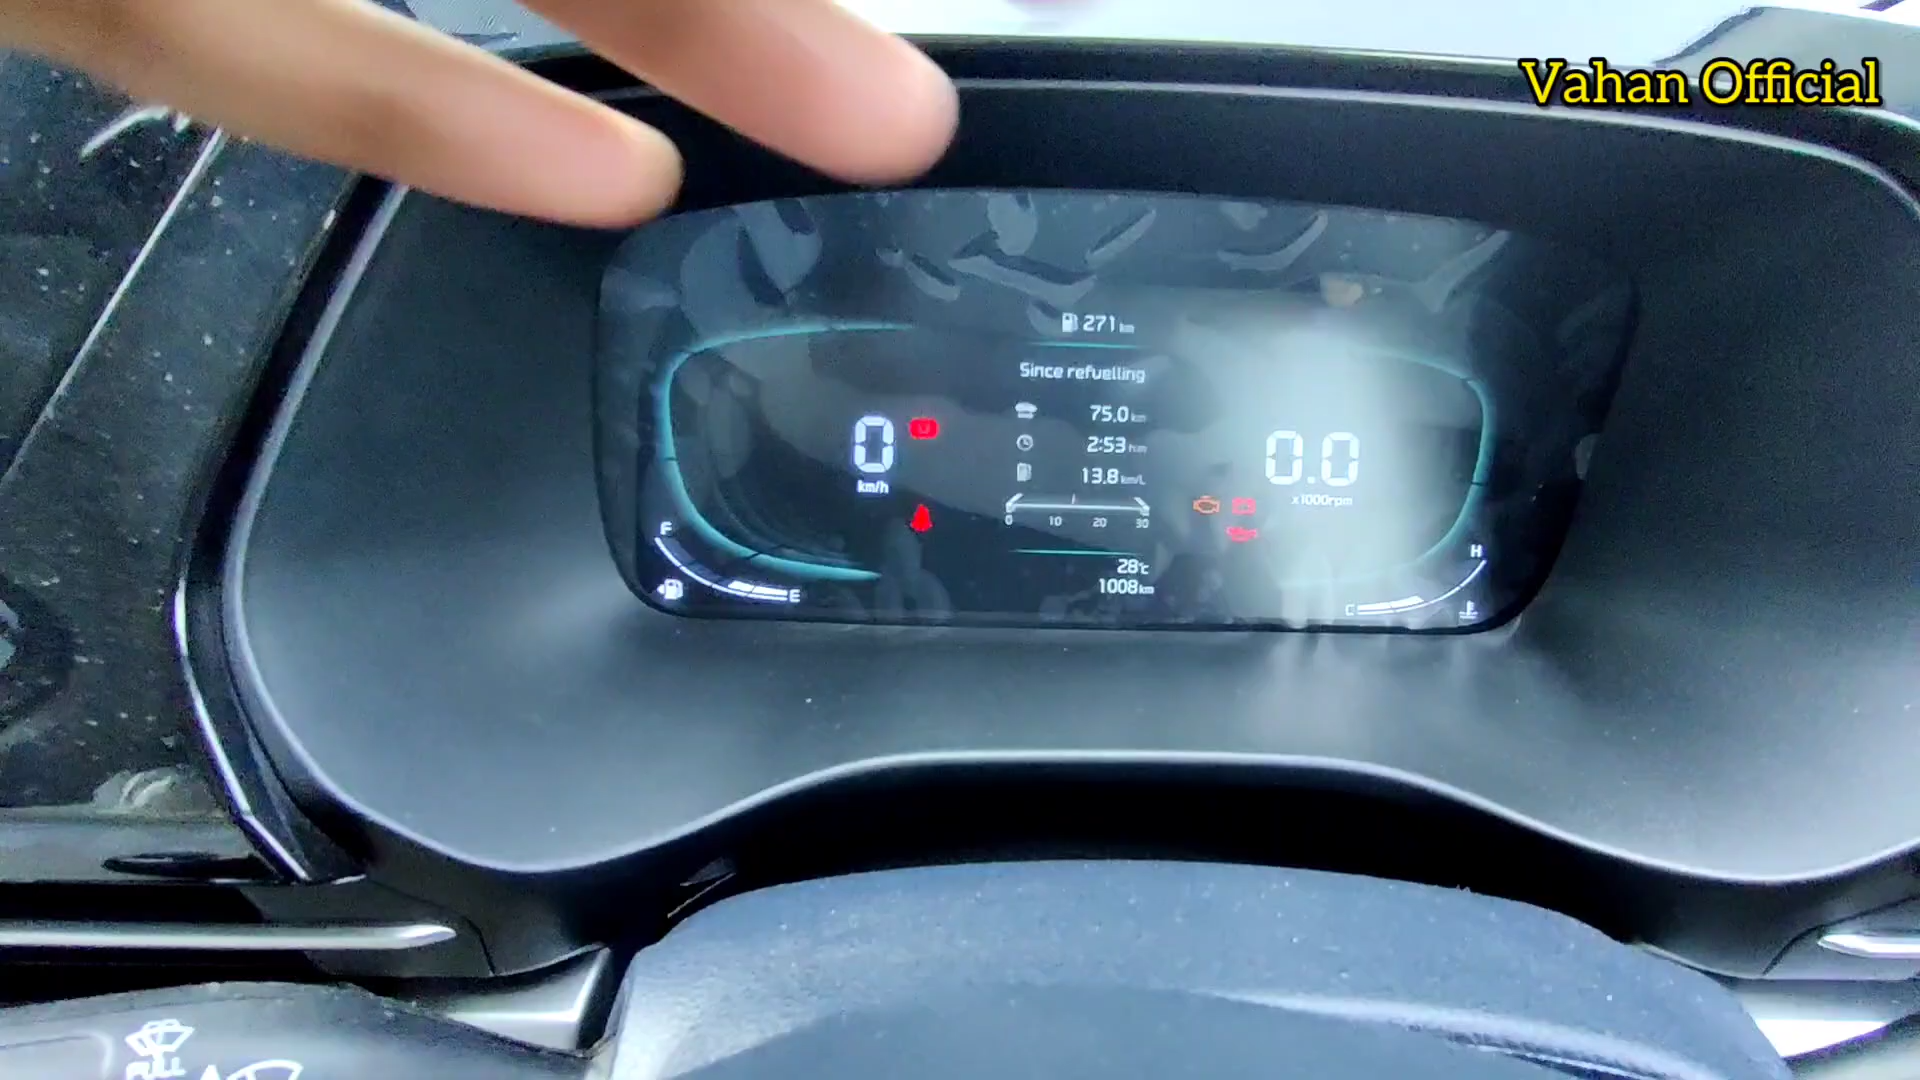 Vahan Official
271 km
Since refuelling
75.0 km
2:53 h:m
13.8 km/L
0 10 20 30
28°c
1008 km
0
km/h
0.0
x1000rpm
F
E
H
C
PULL